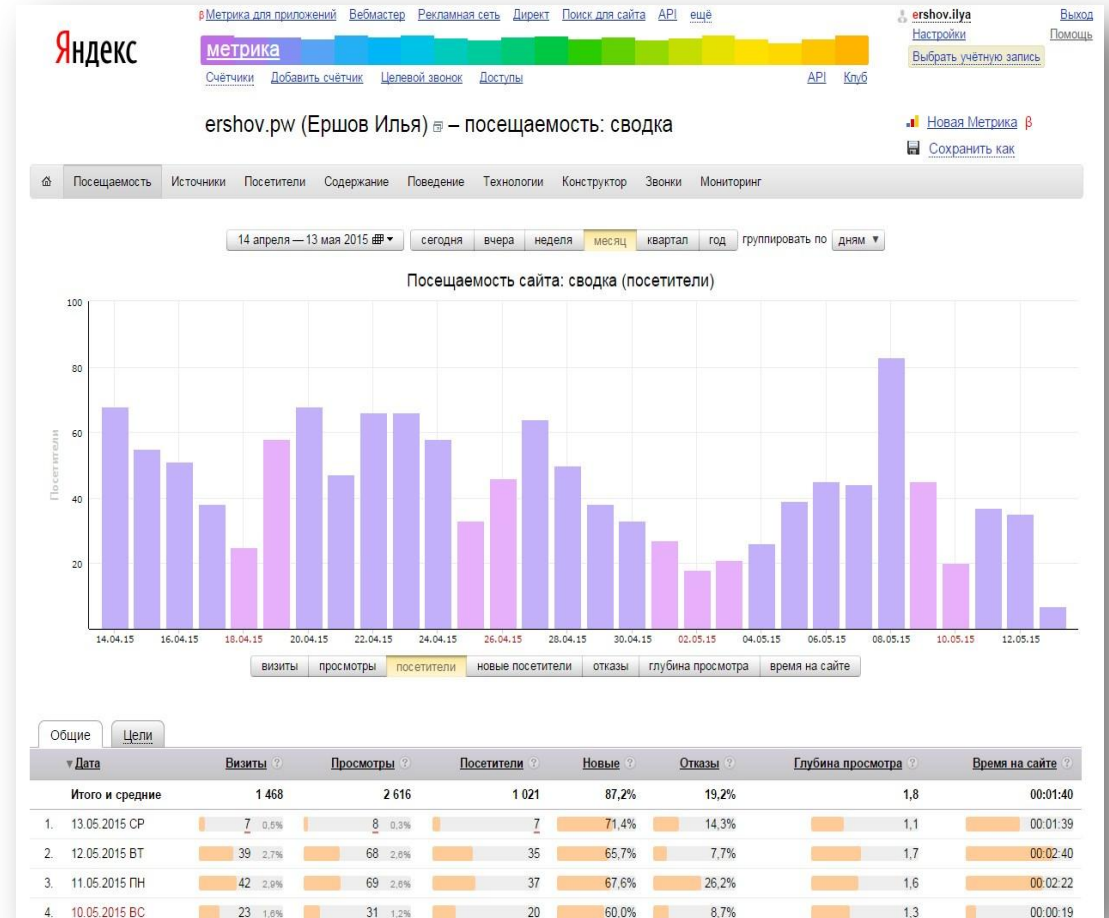 βМетрика для приложений Вебмастер Рекламная сеть Директ Поиск для сайта API ещё
ershov.ilya Выход
Яндекс
метрика
Настройки Помощь
Выбрать учётную запись
Счётчики Добавить счётчик Целевой звонок Доступы API Клуб
ershov.pw (Ершов Илья) – посещаемость: сводка
Новая Метрика β
Сохранить как
Посещаемость Источники Посетители Содержание Поведение Технологии Конструктор Звонки Мониторинг
14 апреля — 13 мая 2015 сегодня вчера неделя месяц квартал год группировать по дням
Посещаемость сайта: сводка (посетители)
Посетители
100
80
60
40
20
14.04.15 16.04.15 18.04.15 20.04.15 22.04.15 24.04.15 26.04.15 28.04.15 30.04.15 02.05.15 04.05.15 06.05.15 08.05.15 10.05.15 12.05.15
визиты просмотры посетители новые посетители отказы глубина просмотра время на сайте
Общие Цели
▼Дата Визиты ? Просмотры ? Посетители ? Новые ? Отказы ? Глубина просмотра ? Время на сайте ?
Итого и средние 1 468 2 616 1 021 87,2% 19,2% 1,8 00:01:40
1. 13.05.2015 СР 7 0,5% 8 0,3% 7 71,4% 14,3% 1,1 00:01:39
2. 12.05.2015 ВТ 39 2,7% 68 2,6% 35 65,7% 7,7% 1,7 00:02:40
3. 11.05.2015 ПН 42 2,9% 69 2,6% 37 67,6% 26,2% 1,6 00:02:22
4. 10.05.2015 ВС 23 1,6% 31 1,2% 20 60,0% 8,7% 1,3 00:00:19